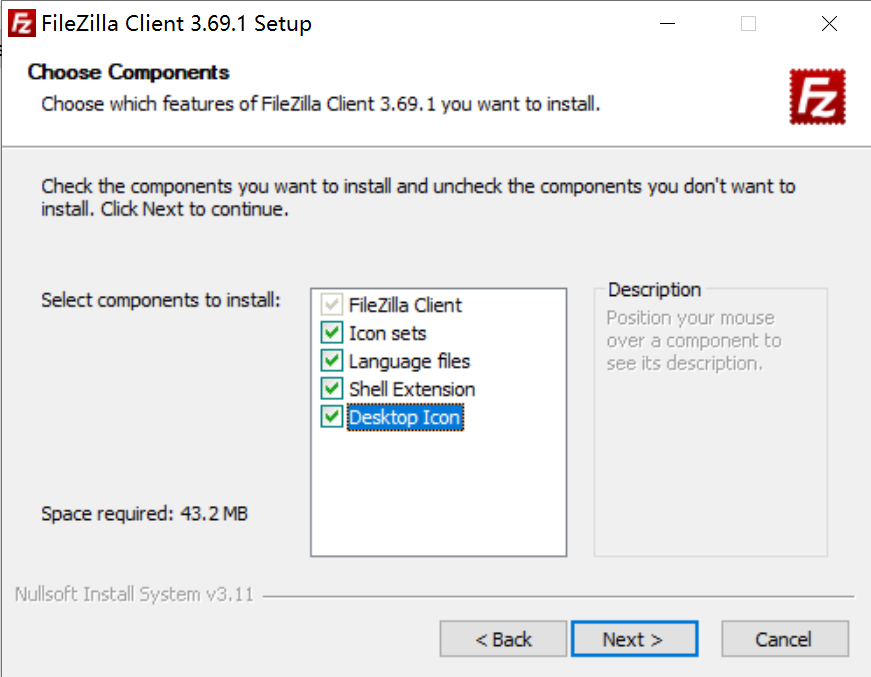 FileZilla Client 3.69.1 Setup
Choose Components
Choose which features of FileZilla Client 3.69.1 you want to install.
Fz
Check the components you want to install and uncheck the components you don't want to
install. Click Next to continue.
Select components to install:
FileZilla Client
Icon sets
Language files
Shell Extension
Desktop Icon
Description
Position your mouse
over a component to
see its description.
Space required: 43.2 MB
Nullsoft Install System v3.11
< Back
Next >
Cancel